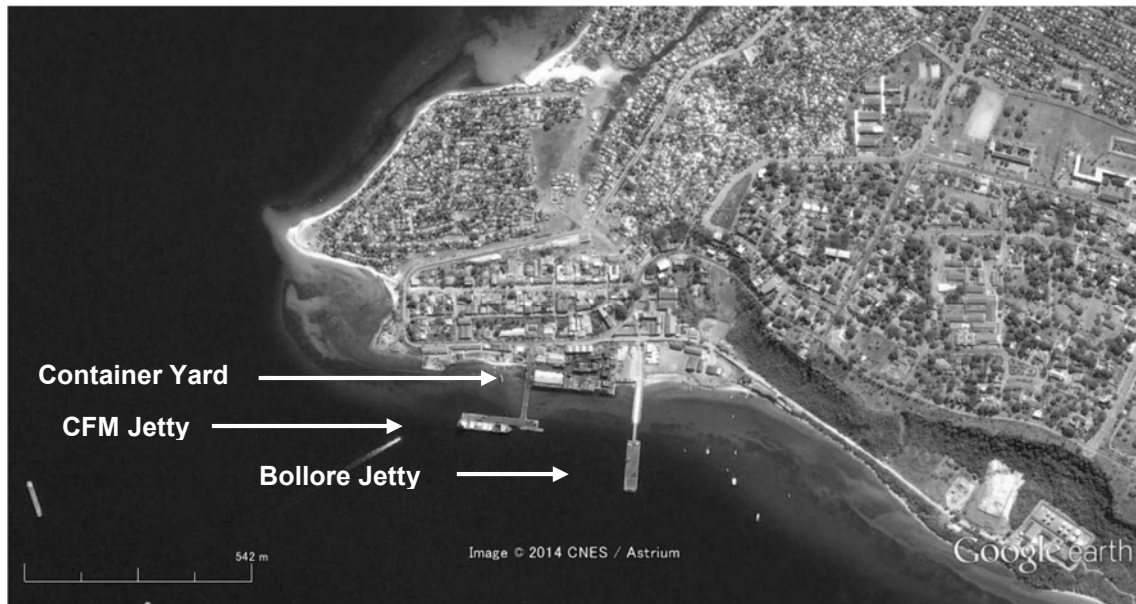 Container Yard
CFM Jetty
Bollore Jetty
542 m
Image © 2014 CNES / Astrium
Google earth